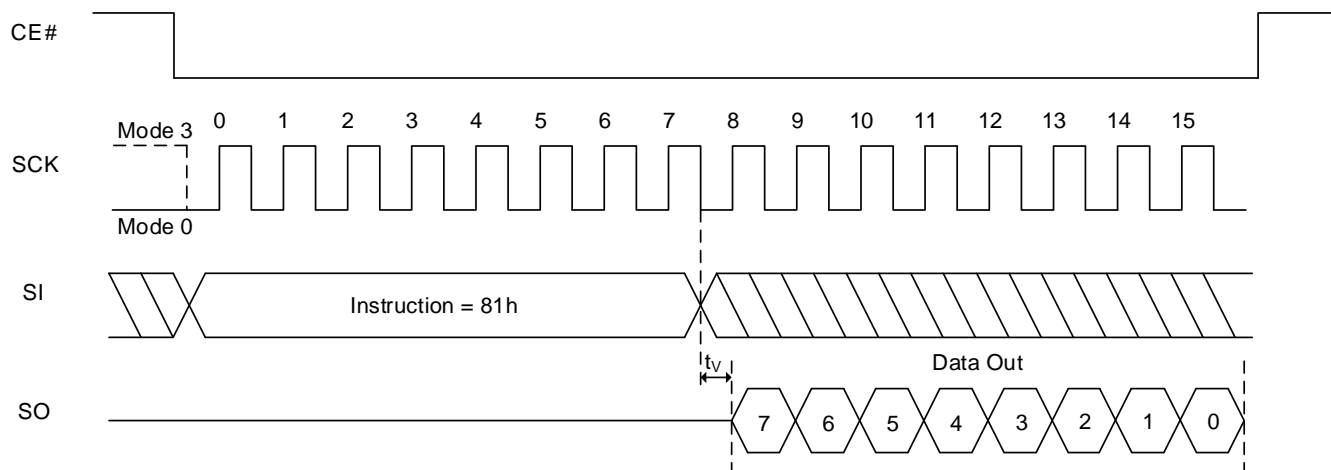 CE#
0 1 2 3 4 5 6 7 8 9 10 11 12 13 14 15
Mode 3
SCK
Mode 0
SI
Instruction = 81h
tV
Data Out
SO
7 6 5 4 3 2 1 0